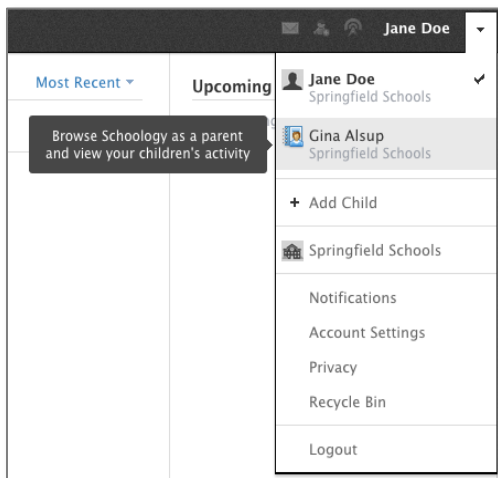 Jane Doe
Most Recent
Upcoming
Jane Doe
Springfield Schools
Browse Schoology as a parent
and view your children's activity
Gina Alsup
Springfield Schools
+ Add Child
Springfield Schools
Notifications
Account Settings
Privacy
Recycle Bin
Logout